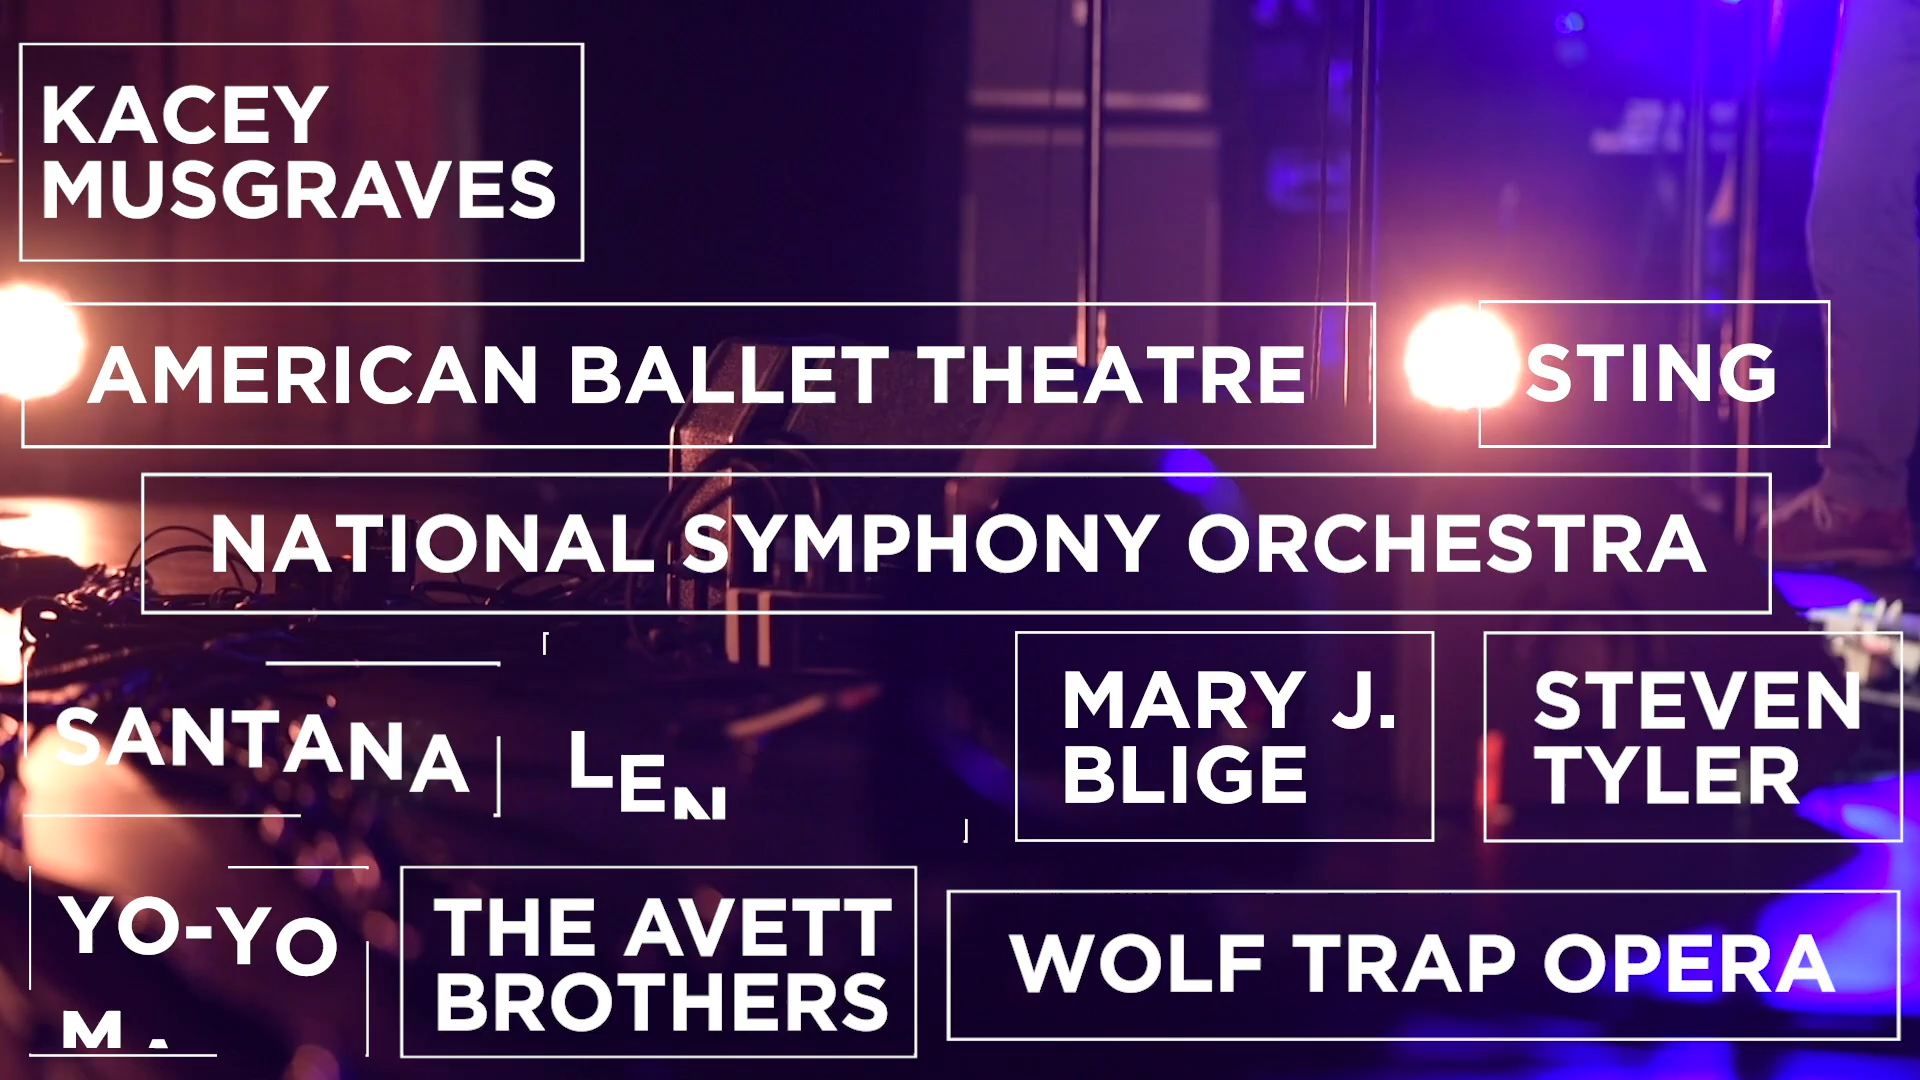 KACEY
MUSGRAVES
AMERICAN BALLET THEATRE
STING
NATIONAL SYMPHONY ORCHESTRA
SANTANA
LEN
MARY J.
BLIGE
STEVEN
TYLER
YO-YO
THE AVETT
BROTHERS
WOLF TRAP OPERA